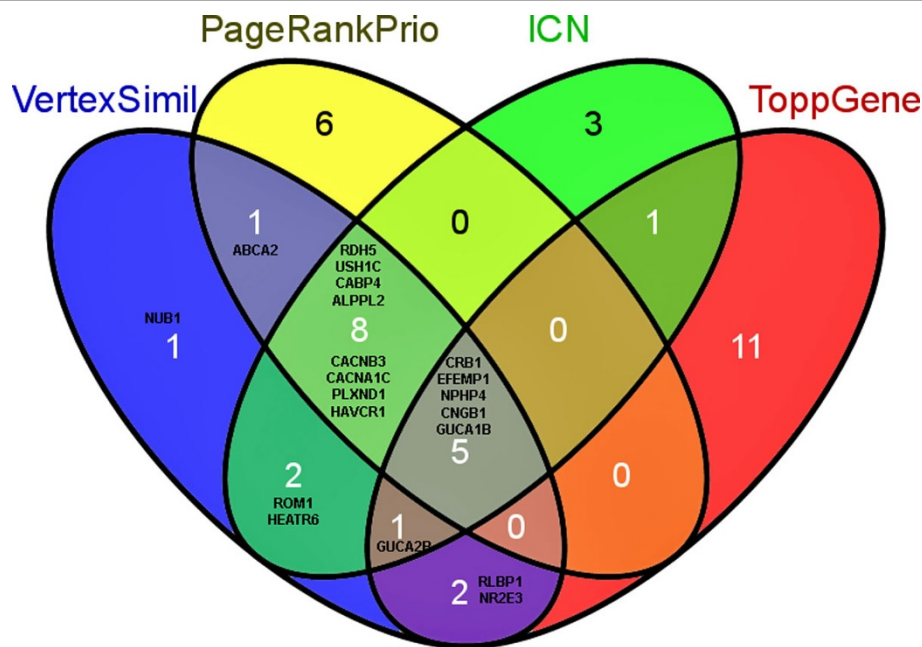 PageRankPrio
ICN
VertexSimil
ToppGene
6
3
1
ABCA2
0
1
RDH5
USH1C
CABP4
ALPPL2
8
CACNB3
CACNA1C
PLXND1
HAVCR1
NUB1
1
0
11
CRB1
EFEMP1
NPHP4
CNGB1
GUCA1B
5
2
ROM1
HEATR6
0
1
GUCA2B
0
2
RLBP1
NR2E3